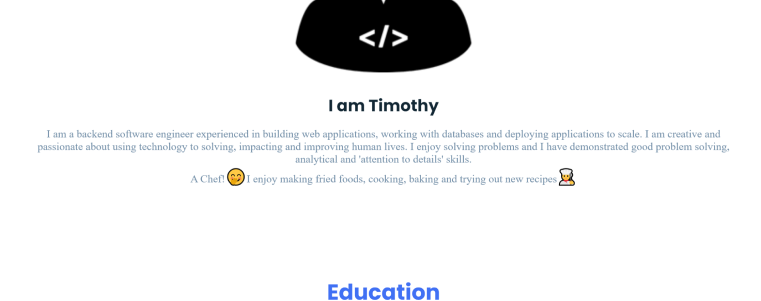 </>
I am Timothy
I am a backend software engineer experienced in building web applications, working with databases and deploying applications to scale. I am creative and
passionate about using technology to solving, impacting and improving human lives. I enjoy solving problems and I have demonstrated good problem solving,
analytical and 'attention to details' skills.
A Chef! 😋 I enjoy making fried foods, cooking, baking and trying out new recipes 👩‍🍳
Education